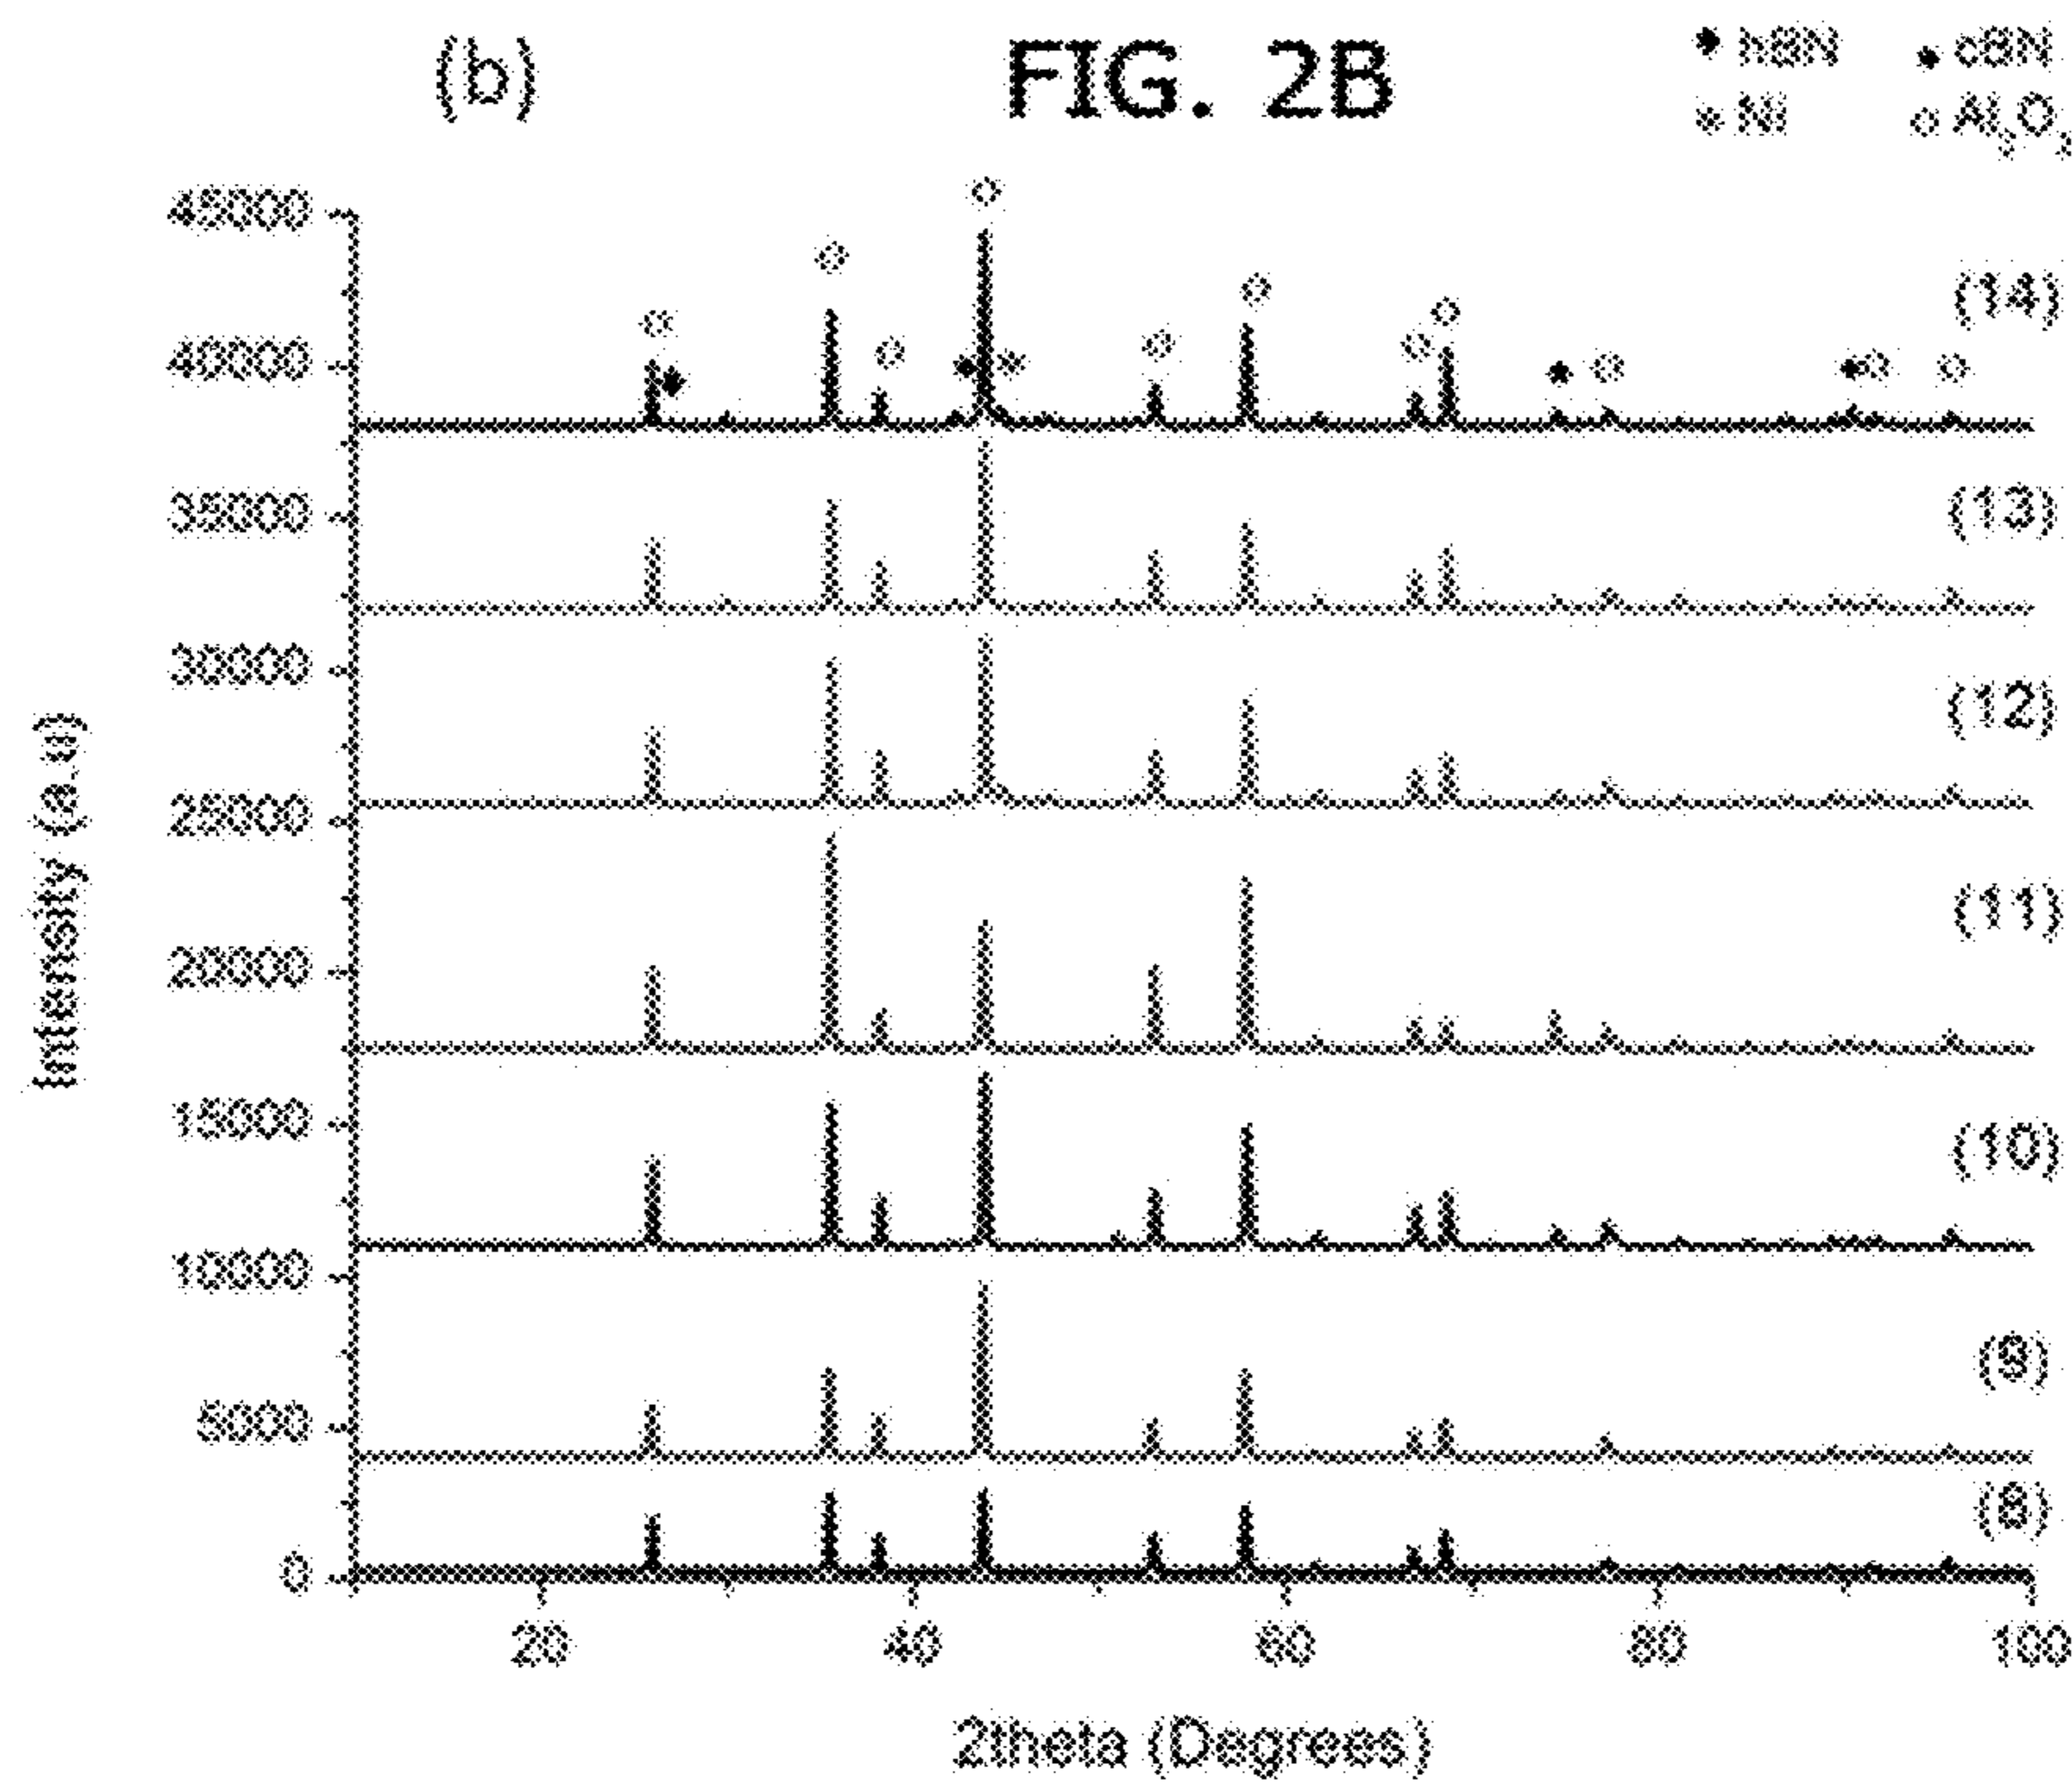 (b) FIG. 2B
hBN cBN
Ni Al2O3
45000
40000
35000
30000
25000
20000
15000
10000
5000
0
(14)
(13)
(12)
(11)
(10)
(9)
(8)
Intensity (a.u)
20 40 60 80 100
2theta (Degrees)